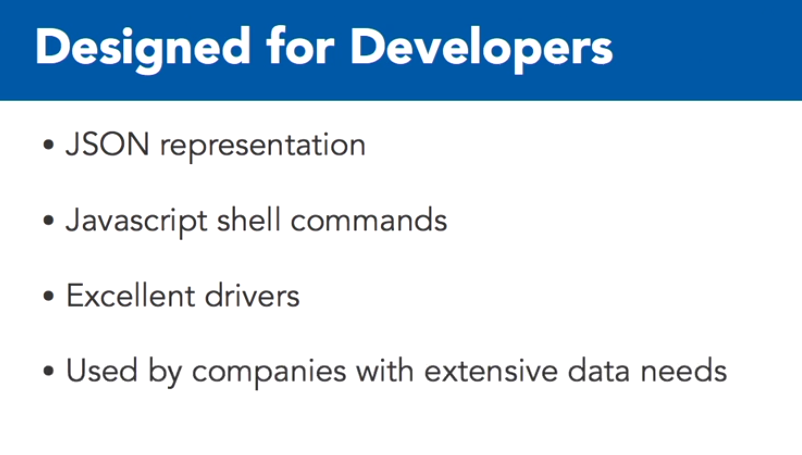 Designed for Developers
• JSON representation
• Javascript shell commands
• Excellent drivers
• Used by companies with extensive data needs